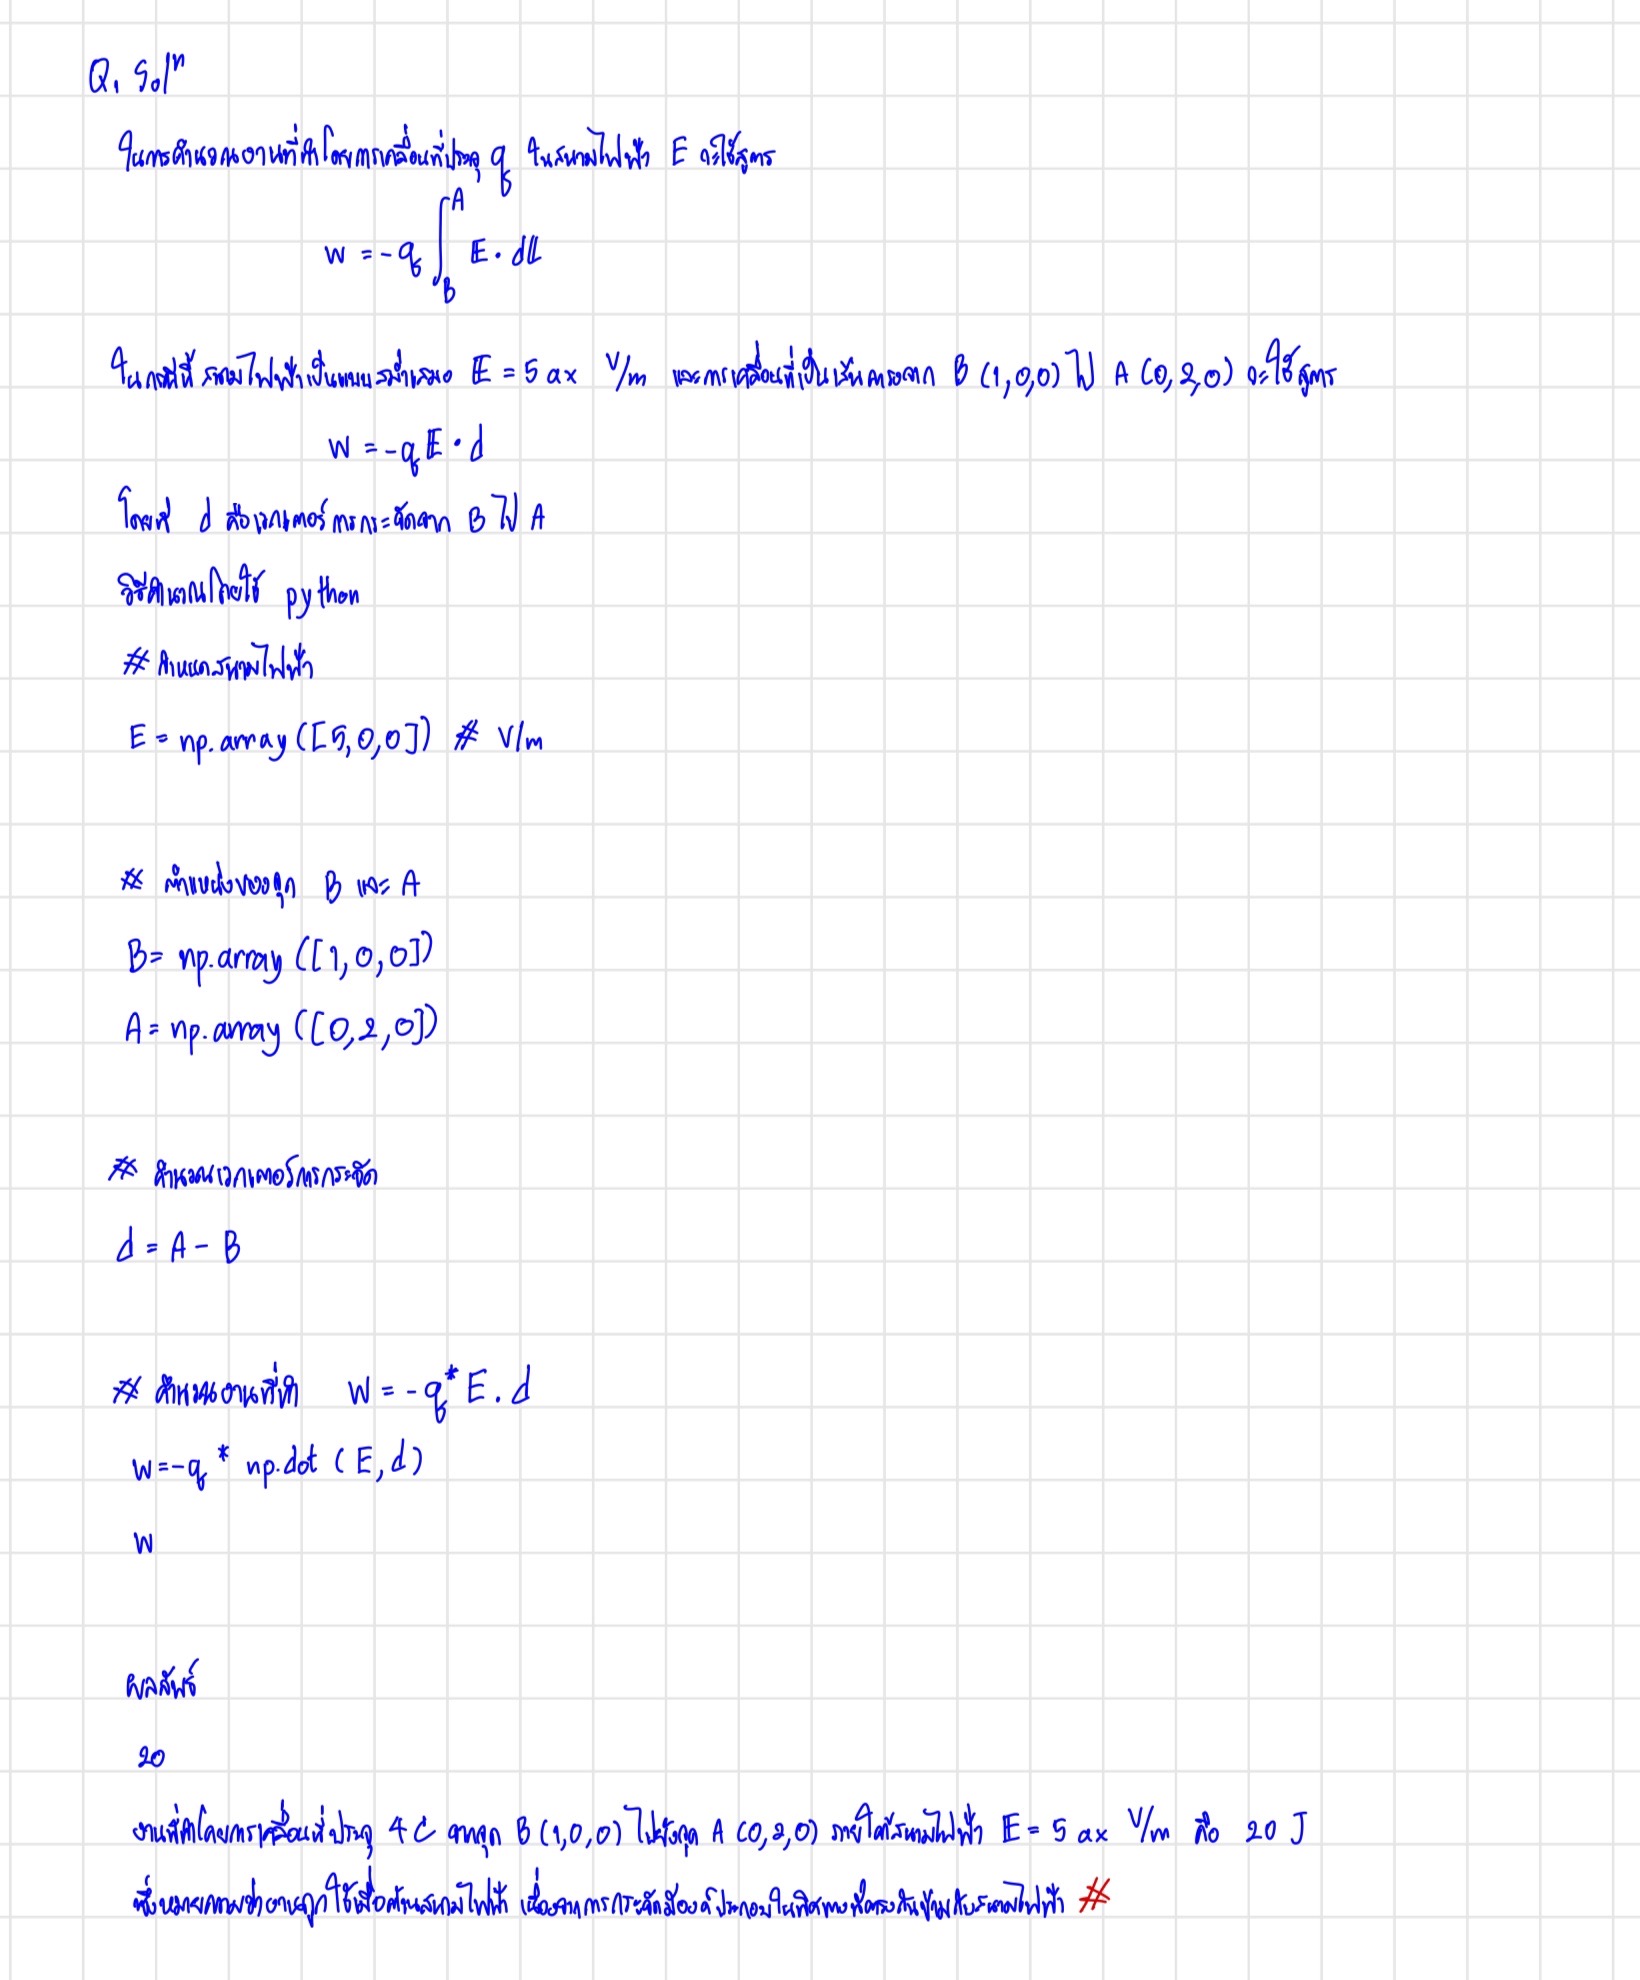 Q. Solⁿ
ในการคำนวณงานที่ทำโดยการเคลื่อนที่ประจุ q ในสนามไฟฟ้า E จะใช้สูตร
A
W = -q ∫ E · dL
B
ในกรณีนี้ สนามไฟฟ้าเป็นแบบสม่ำเสมอ E = 5 ax V/m และการเคลื่อนที่เป็นเส้นตรงจาก B (1,0,0) ไป A (0,2,0) จะใช้สูตร
W = -q E · d
โดยที่ d คือเวกเตอร์การกระจัดจาก B ไป A
วิธีคำนวณโดยใช้ python
# กำหนดสนามไฟฟ้า
E = np.array([5,0,0]) # V/m
# ตำแหน่งของจุด B และ A
B = np.array([1,0,0])
A = np.array([0,2,0])
# คำนวณเวกเตอร์การกระจัด
d = A - B
# คำนวณงานที่ทำ W = -q * E . d
W = -q * np.dot (E, d)
W
ผลลัพธ์
20
งานที่ทำโดยการเคลื่อนที่ประจุ 4 C จากจุด B (1,0,0) ไปยังจุด A (0,2,0) ภายใต้สนามไฟฟ้า E = 5 ax V/m คือ 20 J
ซึ่งหมายความว่างานถูกใช้เพื่อต้านสนามไฟฟ้า เนื่องจากการกระจัดมีองค์ประกอบในทิศทางที่ตรงกันข้ามกับสนามไฟฟ้า #